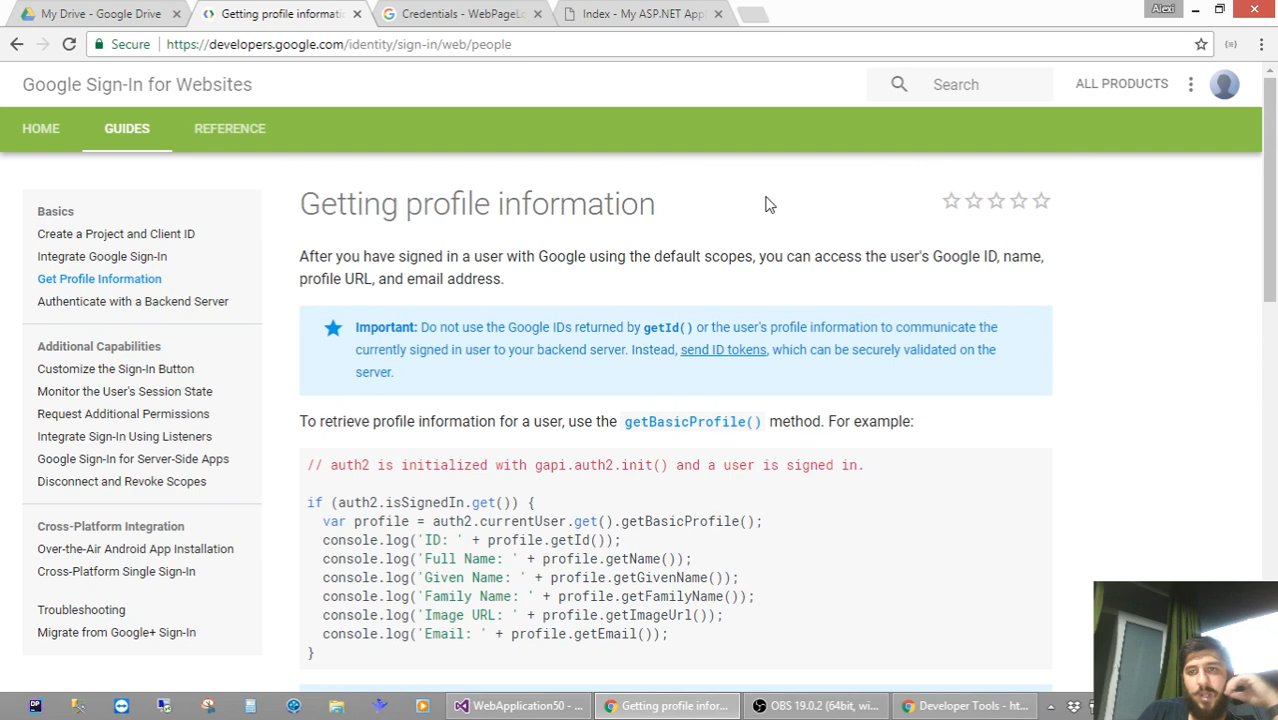 My Drive - Google Drive
Getting profile informati
Credentials - WebPageLo
Index - My ASP.NET App
Alexi
Secure
https://developers.google.com/identity/sign-in/web/people
Google Sign-In for Websites
Search
ALL PRODUCTS
HOME
GUIDES
REFERENCE
Basics
Create a Project and Client ID
Integrate Google Sign-In
Get Profile Information
Authenticate with a Backend Server
Additional Capabilities
Customize the Sign-In Button
Monitor the User's Session State
Request Additional Permissions
Integrate Sign-In Using Listeners
Google Sign-In for Server-Side Apps
Disconnect and Revoke Scopes
Cross-Platform Integration
Over-the-Air Android App Installation
Cross-Platform Single Sign-In
Troubleshooting
Migrate from Google+ Sign-In
Getting profile information
After you have signed in a user with Google using the default scopes, you can access the user's Google ID, name,
profile URL, and email address.
Important: Do not use the Google IDs returned by getId() or the user's profile information to communicate the
currently signed in user to your backend server. Instead, send ID tokens, which can be securely validated on the
server.
To retrieve profile information for a user, use the getBasicProfile() method. For example:
// auth2 is initialized with gapi.auth2.init() and a user is signed in.
if (auth2.isSignedIn.get()) {
var profile = auth2.currentUser.get().getBasicProfile();
console.log('ID: ' + profile.getId());
console.log('Full Name: ' + profile.getName());
console.log('Given Name: ' + profile.getGivenName());
console.log('Family Name: ' + profile.getFamilyName());
console.log('Image URL: ' + profile.getImageUrl());
console.log('Email: ' + profile.getEmail());
}
WebApplication50 - ...
Getting profile infor...
OBS 19.0.2 (64bit, wi...
Developer Tools - ht...